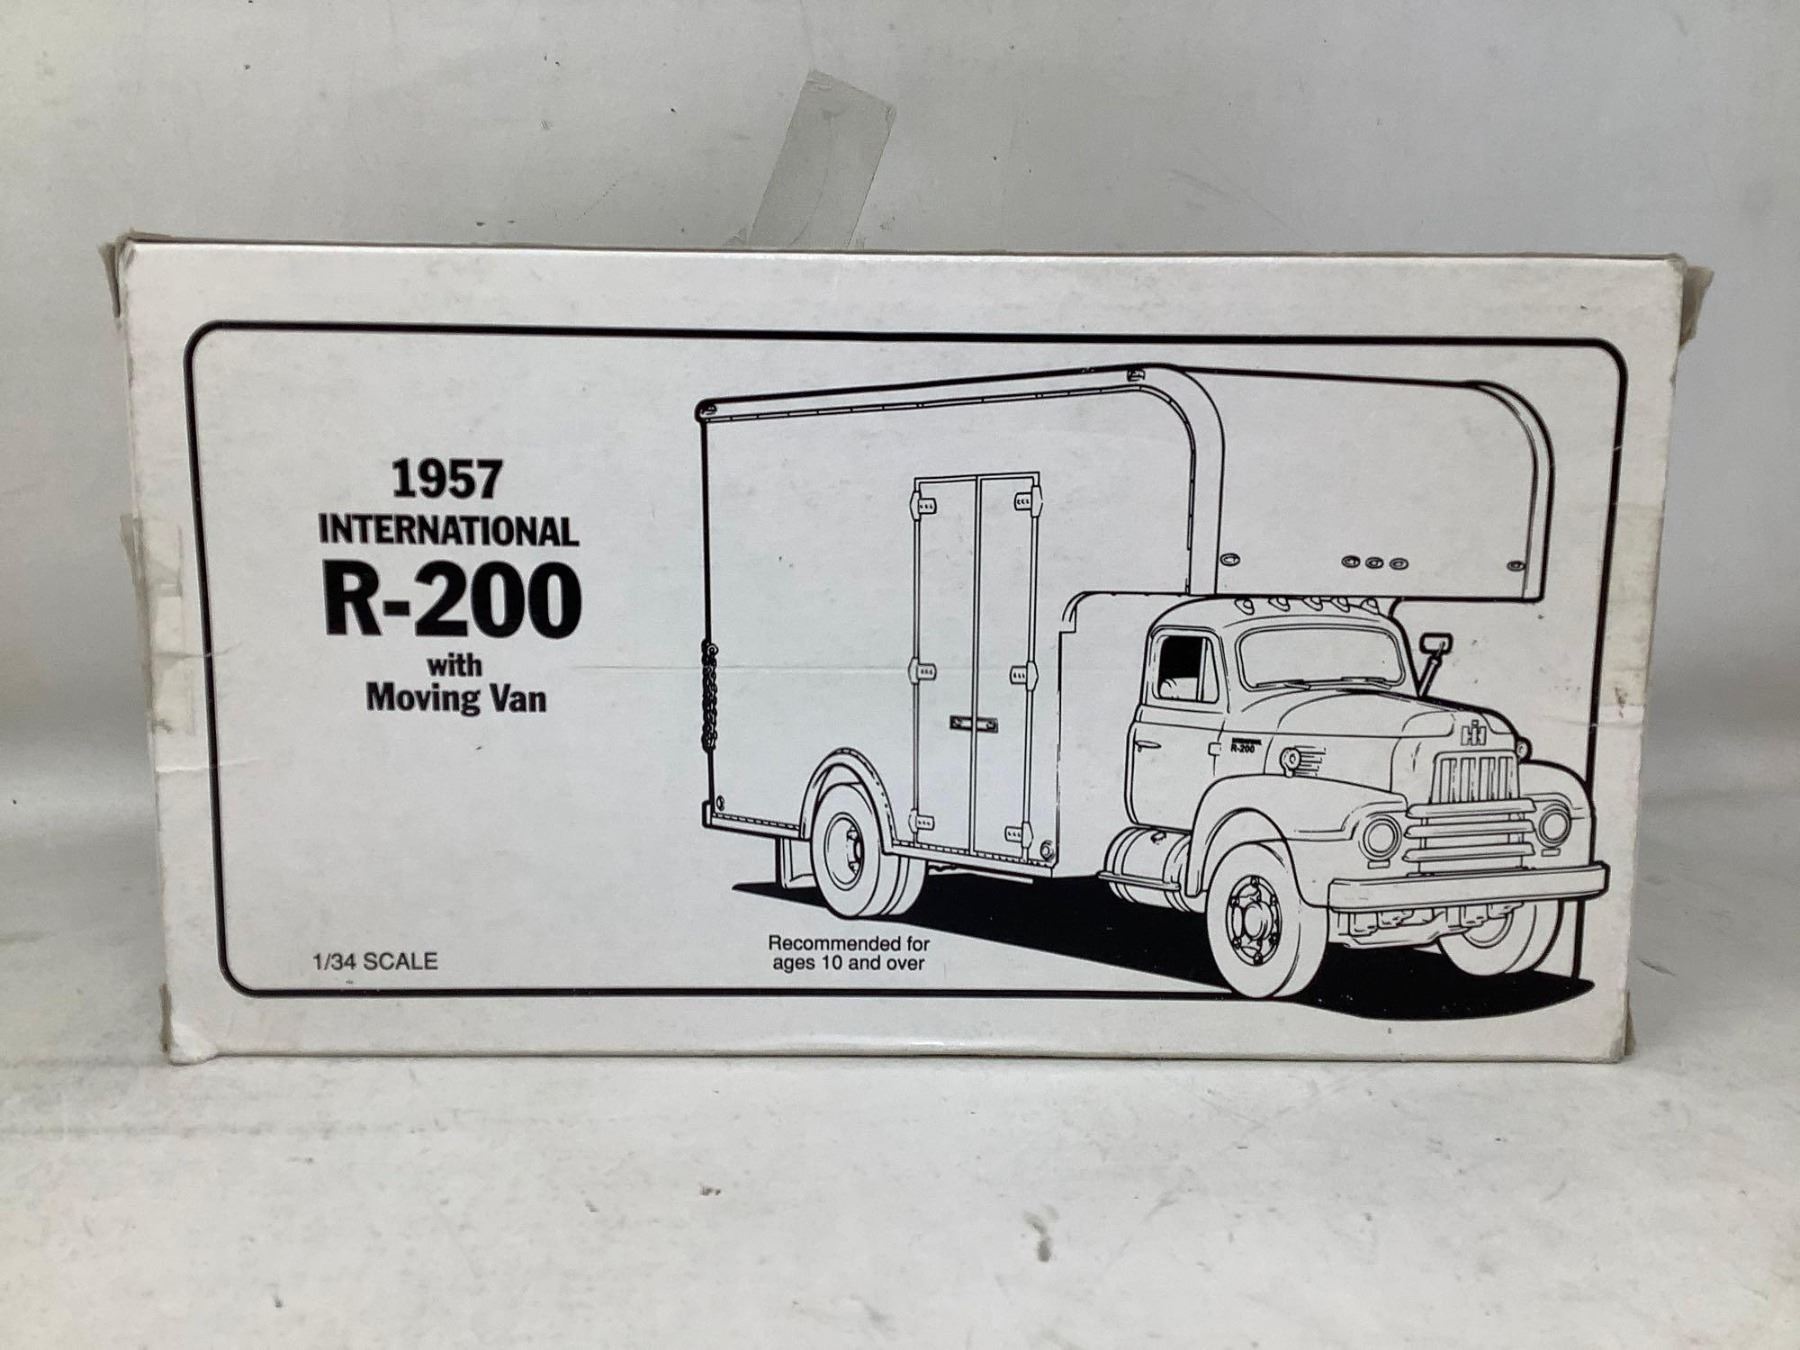 1957
INTERNATIONAL
R-200
with
Moving Van
1/34 SCALE
Recommended for
ages 10 and over
R-200